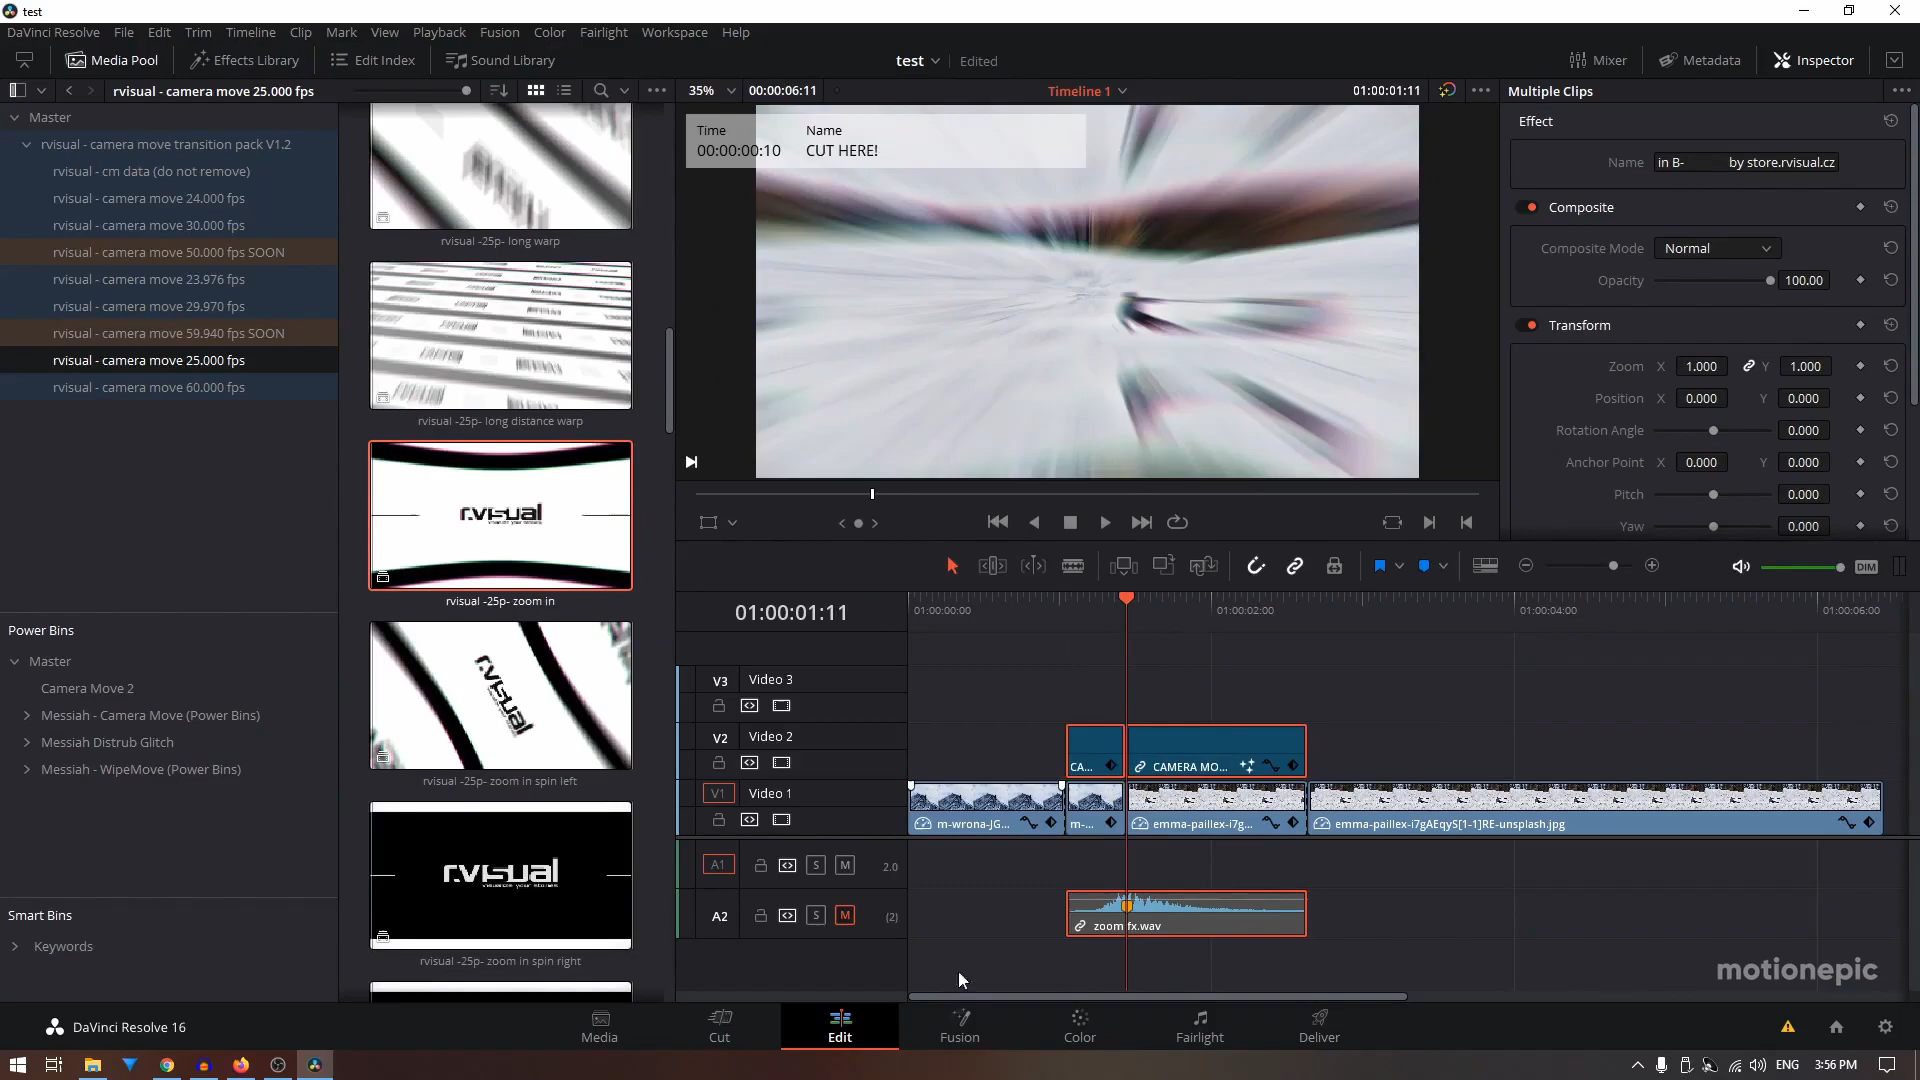 test
DaVinci Resolve File Edit Trim Timeline Clip Mark View Playback Fusion Color Fairlight Workspace Help
Media Pool Effects Library Edit Index Sound Library test Edited Mixer Metadata Inspector
rvisual - camera move 25.000 fps 35% 00:00:06:11 Timeline 1 01:00:01:11 Multiple Clips
Master
rvisual - camera move transition pack V1.2
rvisual - cm data (do not remove)
rvisual - camera move 24.000 fps
rvisual - camera move 30.000 fps
rvisual - camera move 50.000 fps SOON
rvisual - camera move 23.976 fps
rvisual - camera move 29.970 fps
rvisual - camera move 59.940 fps SOON
rvisual - camera move 25.000 fps
rvisual - camera move 60.000 fps
Power Bins
Master
Camera Move 2
Messiah - Camera Move (Power Bins)
Messiah Distrub Glitch
Messiah - WipeMove (Power Bins)
Smart Bins
Keywords
rvisual -25p- long warp
rvisual -25p- long distance warp
rvisual
rvisual -25p- zoom in
rvisual
rvisual -25p- zoom in spin left
rvisual
visualize your stories
rvisual -25p- zoom in spin right
Time Name
00:00:00:10 CUT HERE!
Effect
Name in B- by store.rvisual.cz
Composite
Composite Mode Normal
Opacity 100.00
Transform
Zoom X 1.000 Y 1.000
Position X 0.000 Y 0.000
Rotation Angle 0.000
Anchor Point X 0.000 Y 0.000
Pitch 0.000
Yaw 0.000
DIM
01:00:01:11 01:00:00:00 01:00:02:00 01:00:04:00 01:00:06:00
V3 Video 3
V2 Video 2
CA... CAMERA MO...
V1 Video 1
m-wrona-JG... m-... emma-paillex-i7g... emma-paillex-i7gAEqyS[1-1]RE-unsplash.jpg
A1 S M 2.0
A2 S M (2)
zoom fx.wav
motionepic
DaVinci Resolve 16
Media Cut Edit Fusion Color Fairlight Deliver
ENG 3:56 PM